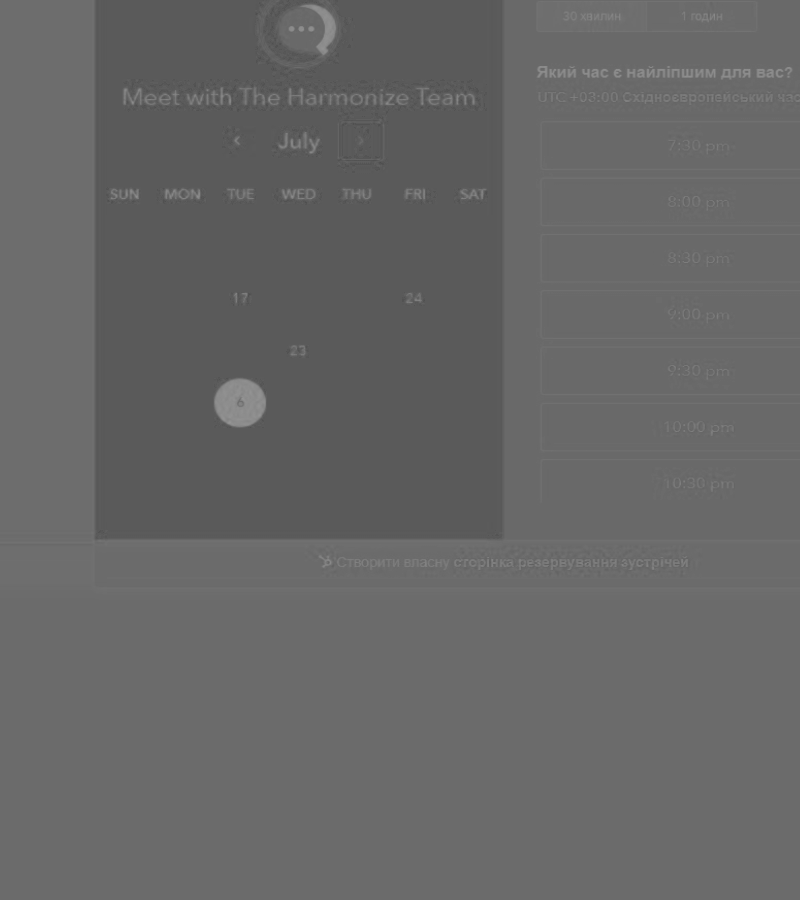 Meet with The Harmonize Team
July
SUN MON TUE WED THU FRI SAT
17 24
23
6
30 хвилин 1 годин
Який час є найліпшим для вас?
UTC +03:00 Східноєвропейський час
7:30 pm
8:00 pm
8:30 pm
9:00 pm
9:30 pm
10:00 pm
10:30 pm
Створити власну сторінка резервування зустрічей